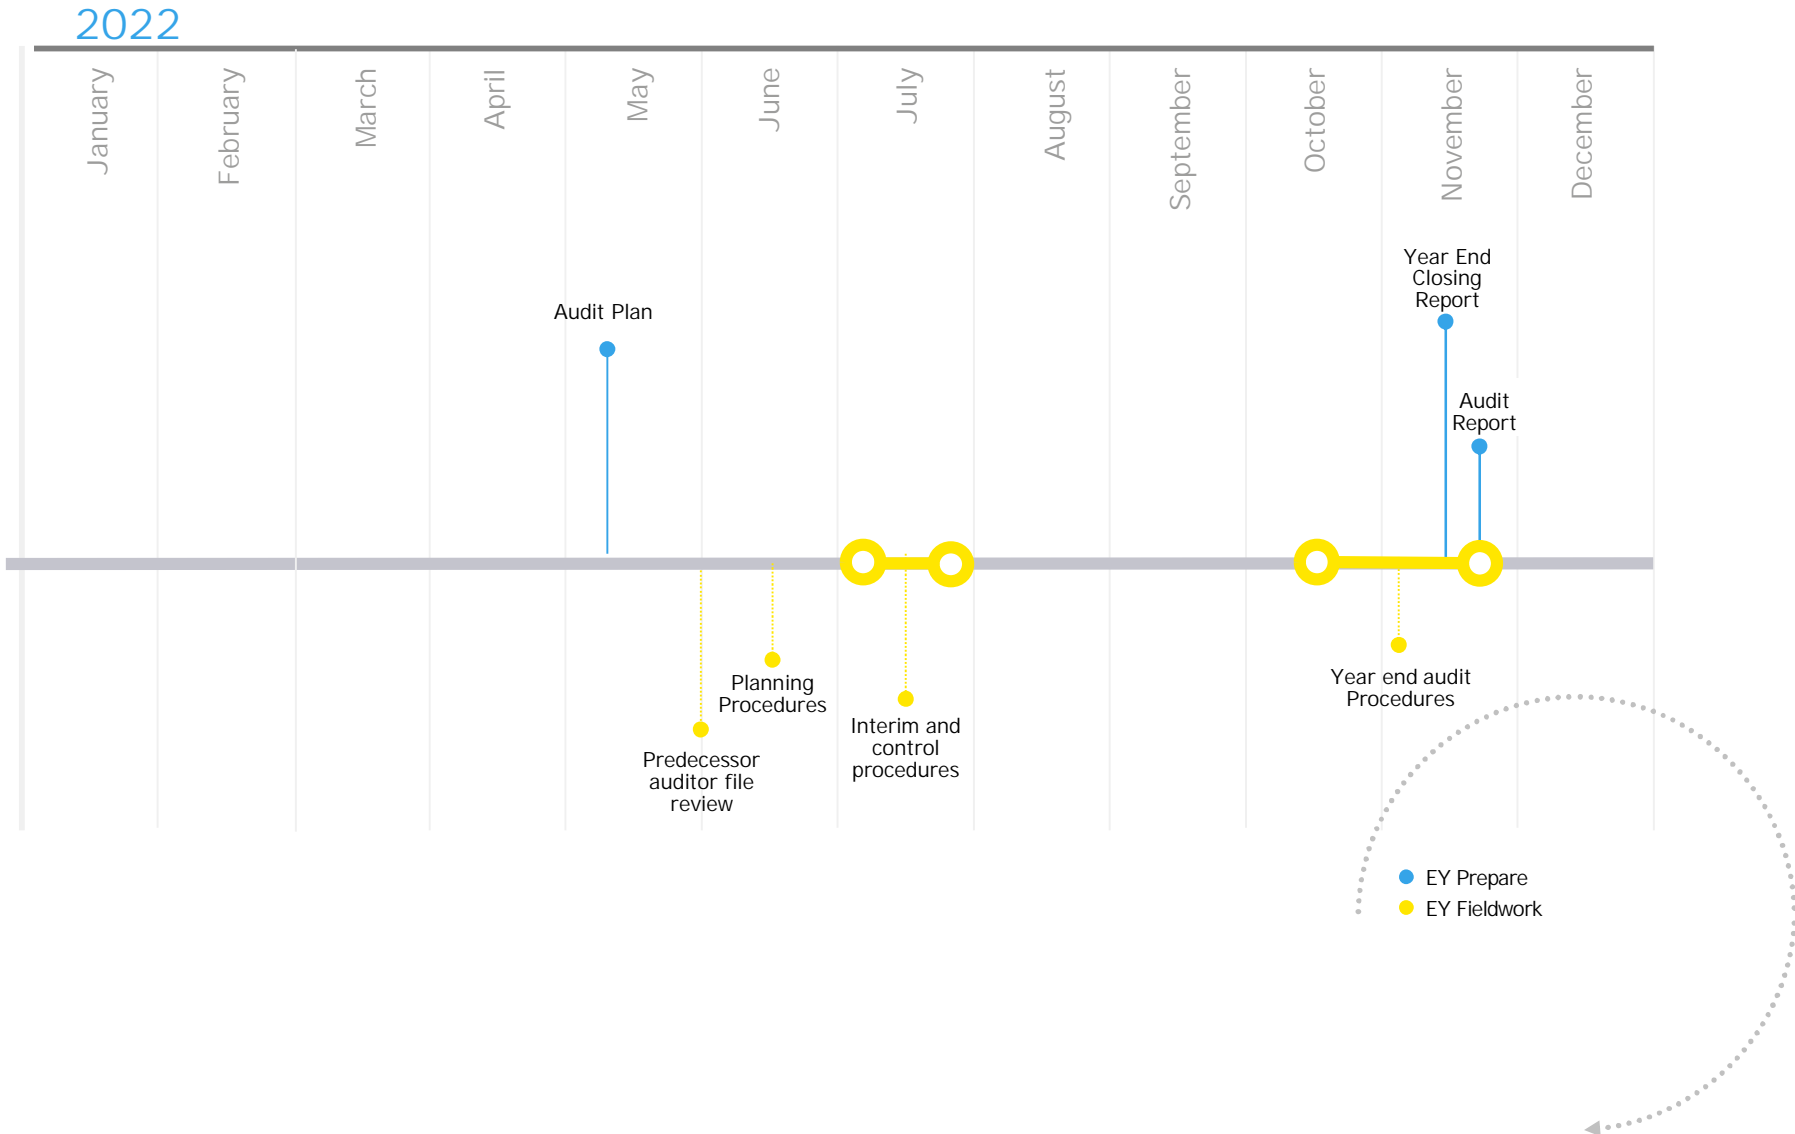 2022
January
February
March
April
May
June
July
August
September
October
November
December
Year End
Closing
Report
Audit Plan
Audit
Report
Year end audit
Procedures
Planning
Procedures
Interim and
control
procedures
Predecessor
auditor file
review
EY Prepare
EY Fieldwork